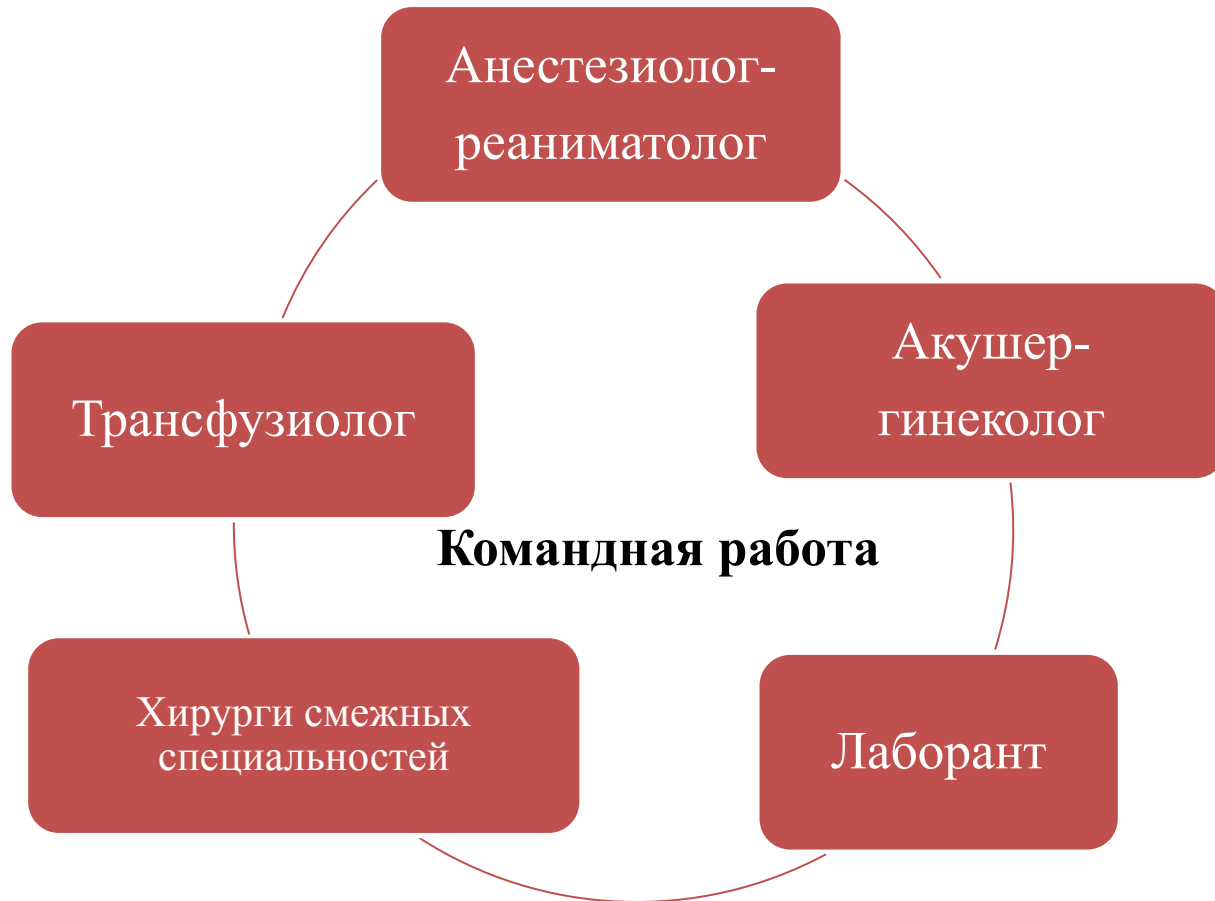 Анестезиолог-
реаниматолог
Акушер-
гинеколог
Трансфузиолог
Командная работа
Хирурги смежных
специальностей
Лаборант